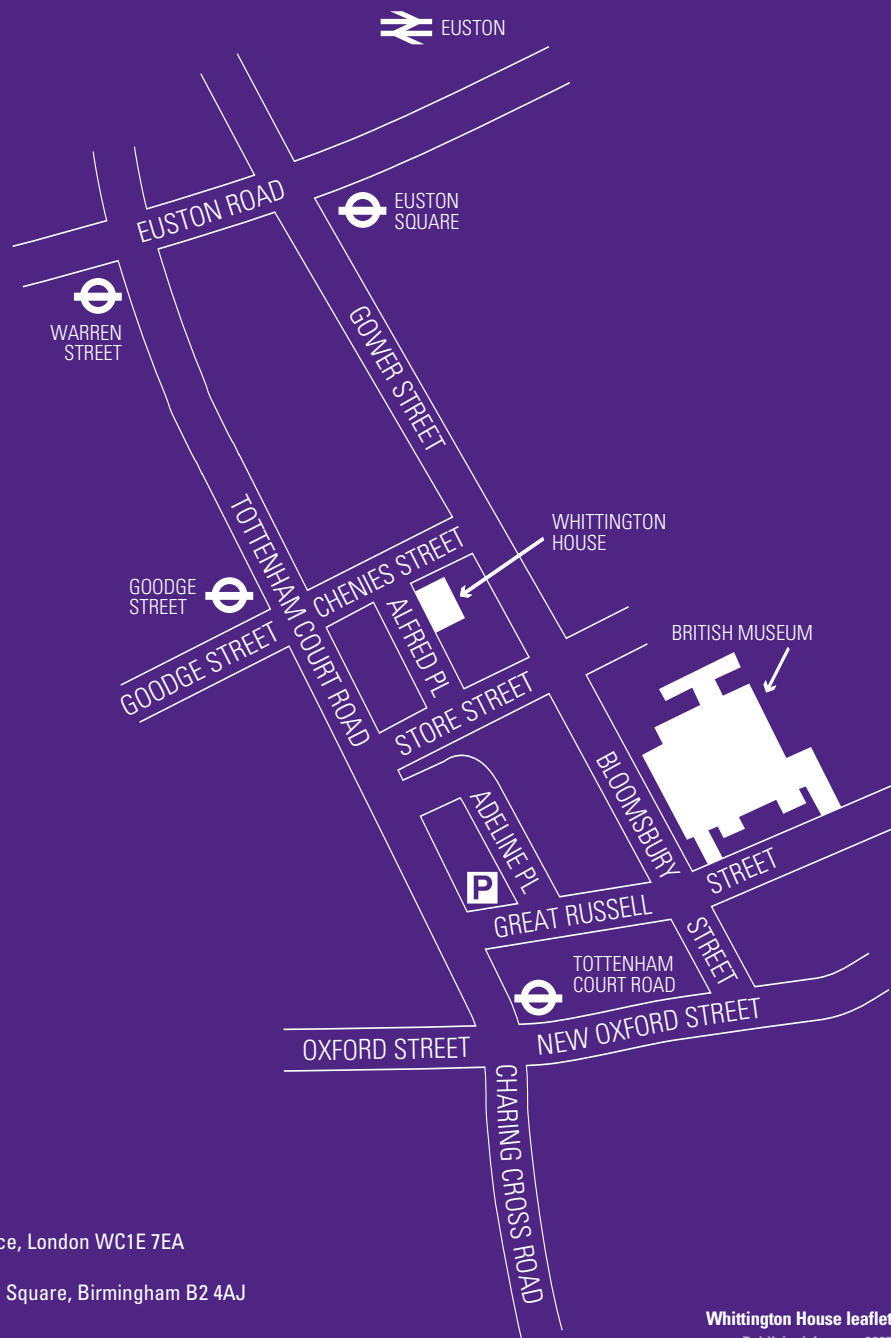 EUSTON
EUSTON ROAD
EUSTON
SQUARE
WARREN
STREET
GOWER STREET
TOTTENHAM COURT ROAD
WHITTINGTON
HOUSE
CHENIES STREET
GOODGE
STREET
ALFRED PL
GOODGE STREET
BRITISH MUSEUM
STORE STREET
BLOOMSBURY
STREET
ADELINE PL
P
GREAT RUSSELL
STREET
TOTTENHAM
COURT ROAD
NEW OXFORD STREET
OXFORD STREET
CHARING CROSS ROAD
London WC1E 7EA
Square, Birmingham B2 4AJ
Whittington House leaflet